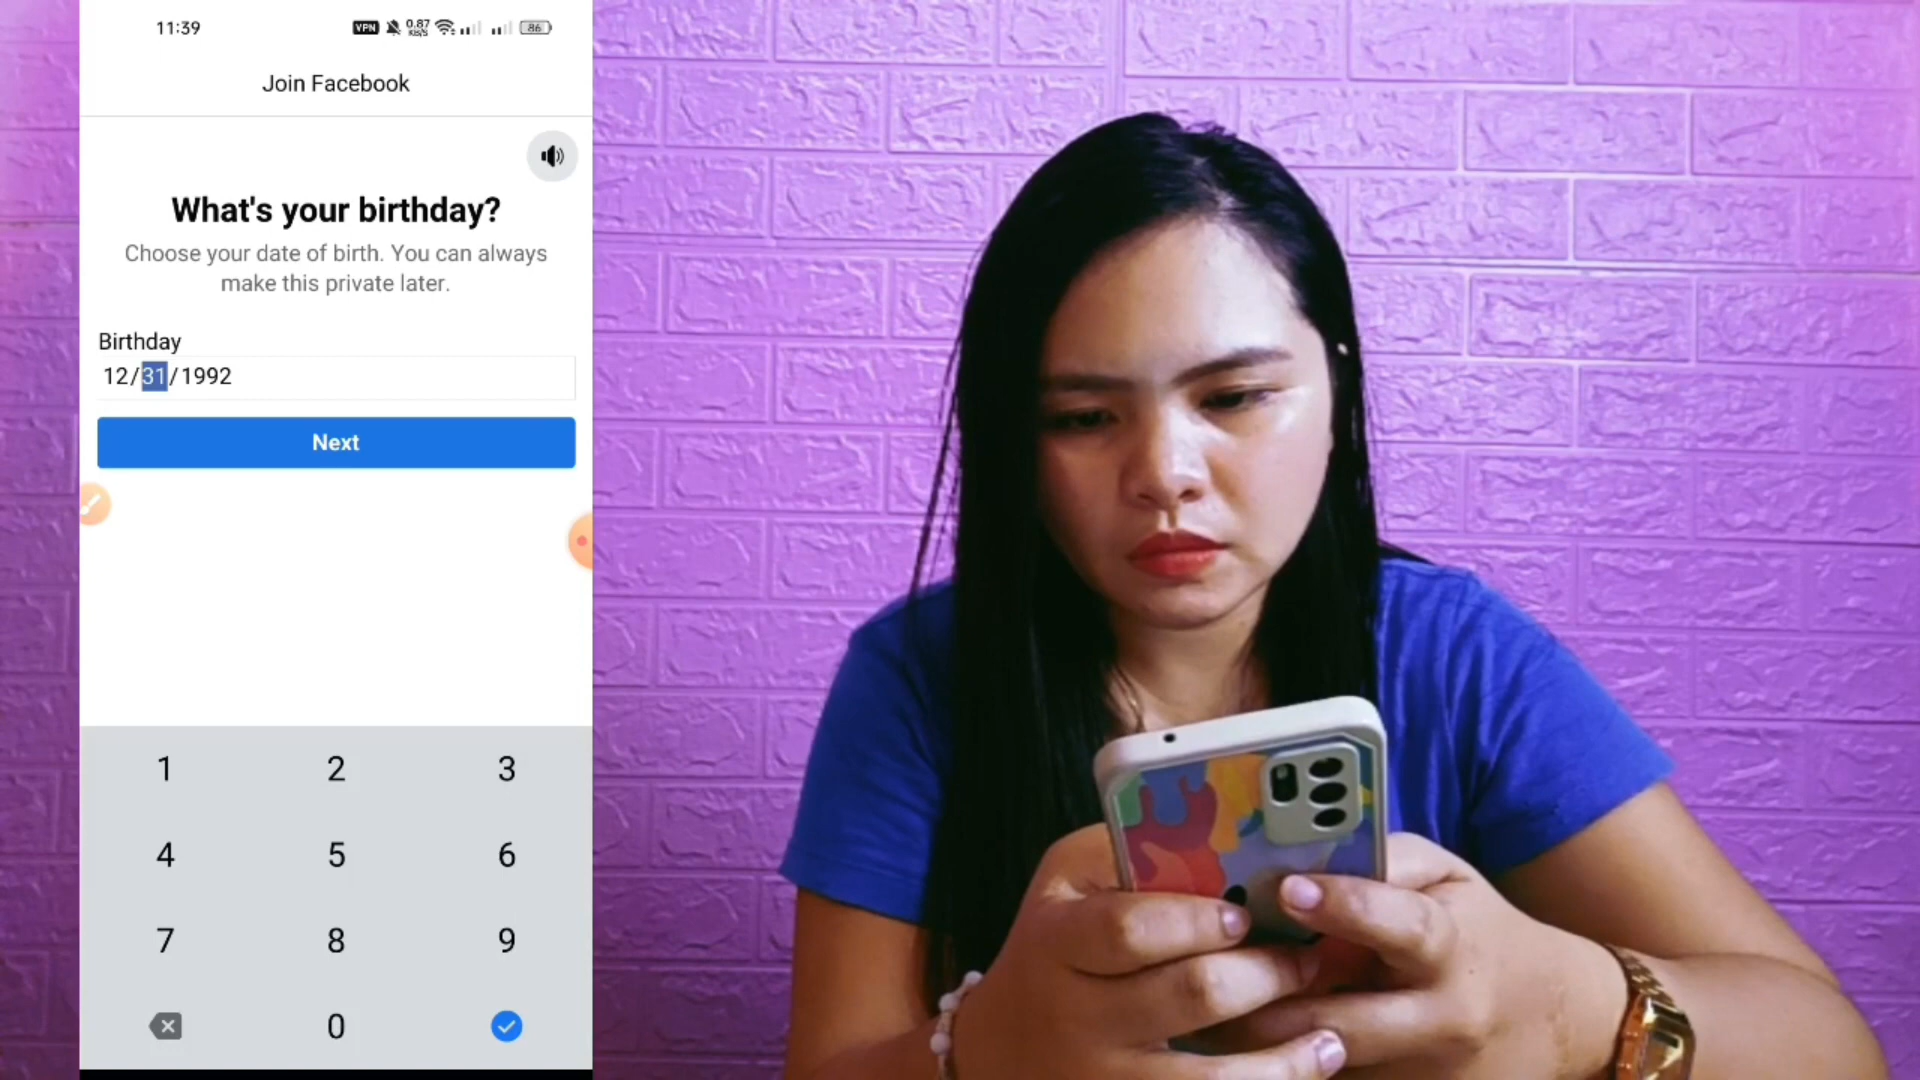 11:39
VPN 0.87 KB/S 86
Join Facebook
What's your birthday?
Choose your date of birth. You can always
make this private later.
Birthday
12/31/1992
Next
1 2 3
4 5 6
7 8 9
0